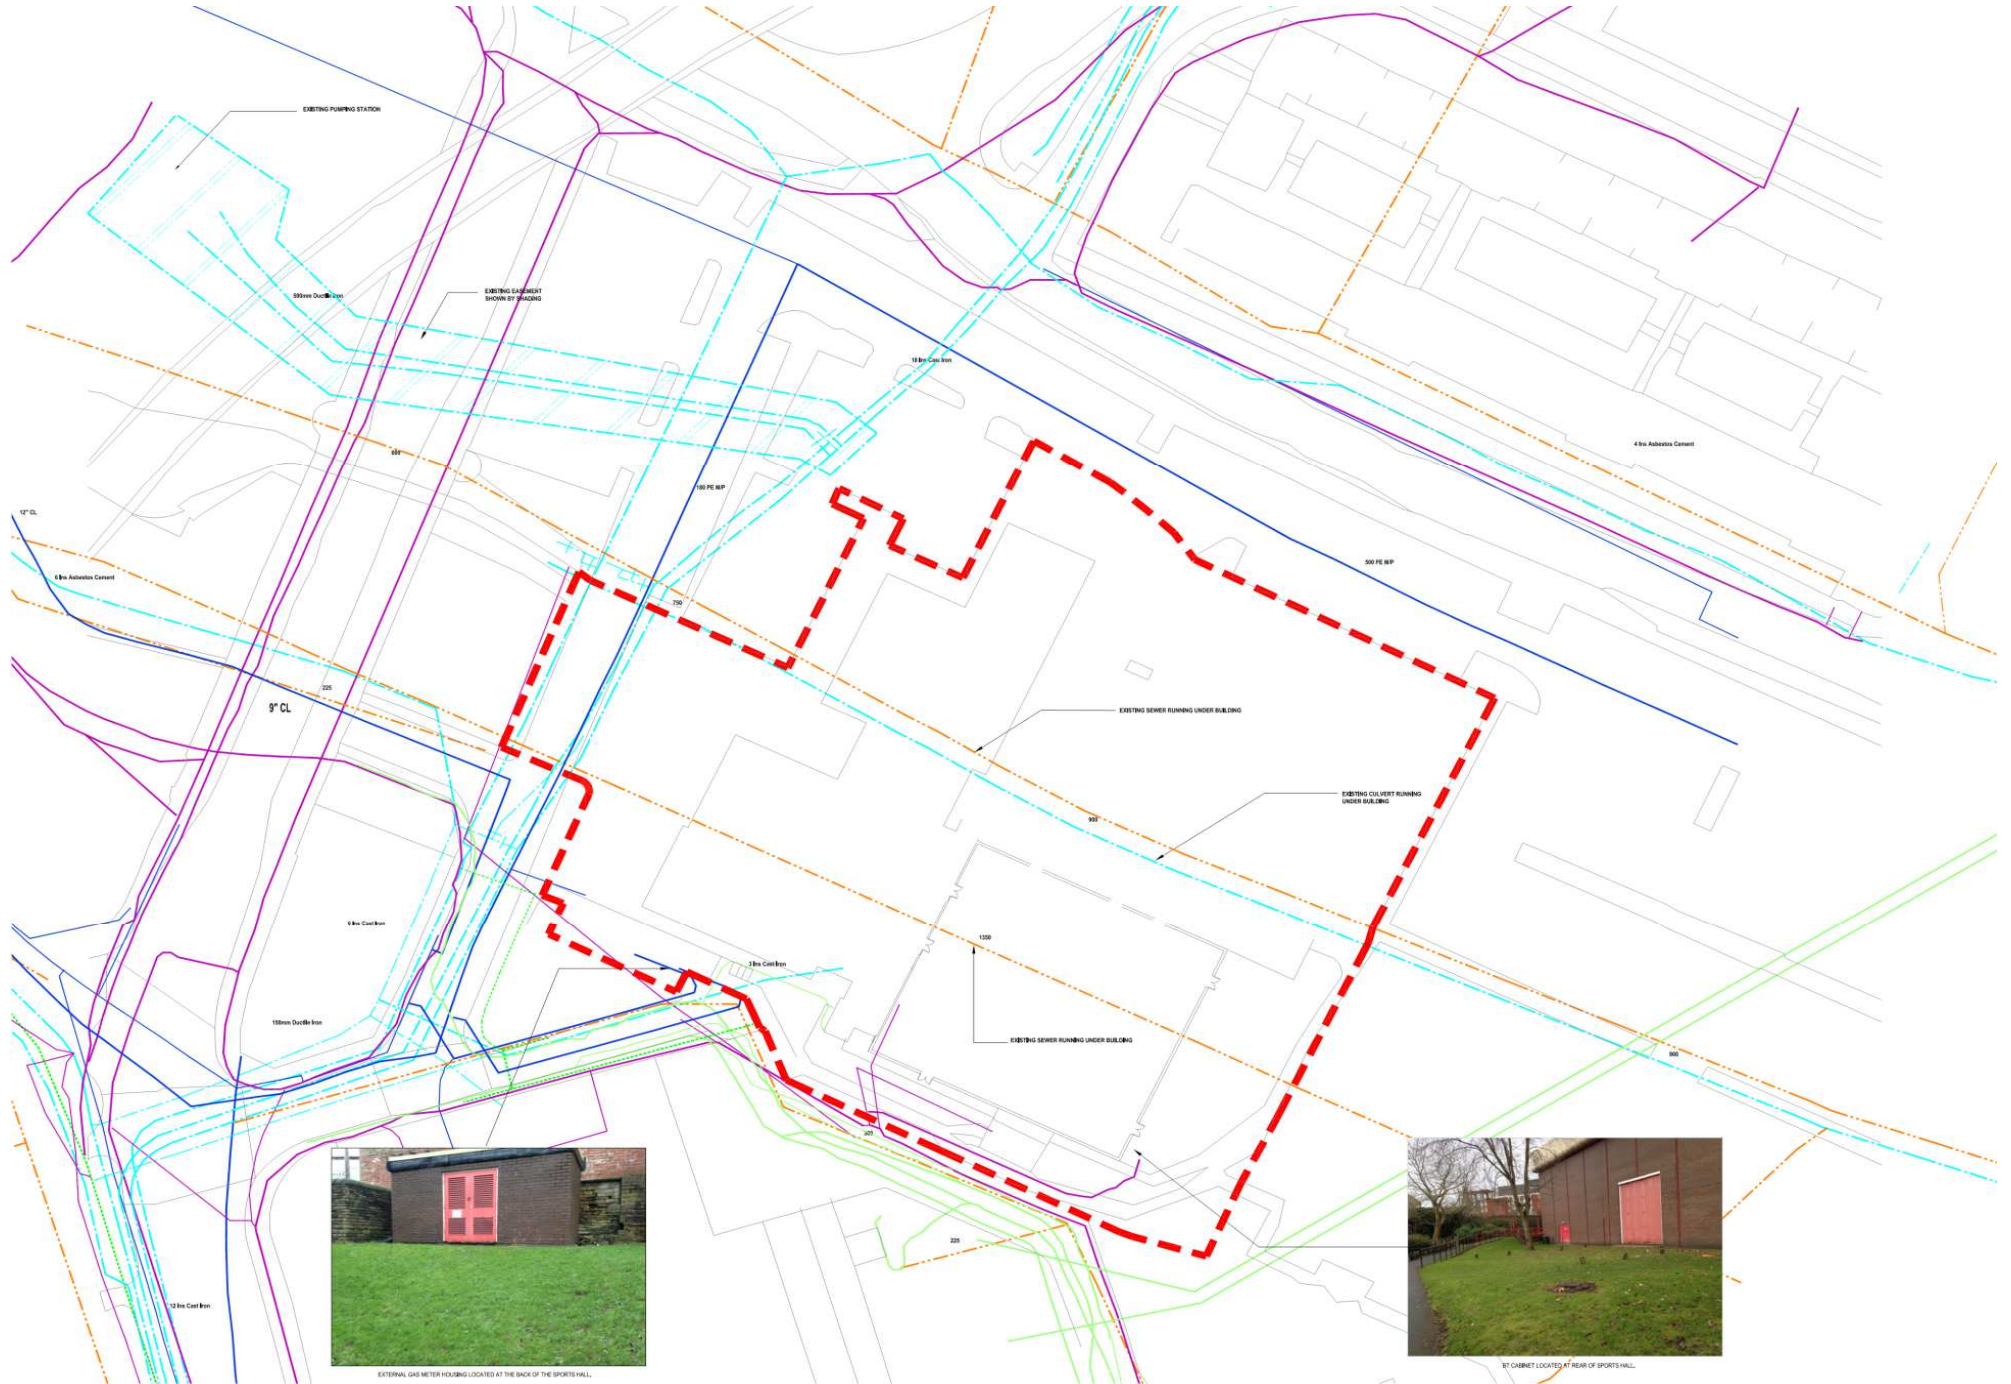 EXISTING PUMPING STATION
EXISTING EASEMENT
SHOWN BY SHADING
500mm Ductile Iron
18 Ins Cast Iron
4 Ins Asbestos Cement
180 PE M/P
12" CL
500 PE M/P
6 Ins Asbestos Cement
750
225
9" CL
EXISTING SEWER RUNNING UNDER BUILDING
EXISTING CULVERT RUNNING
UNDER BUILDING
900
9 Ins Cast Iron
1350
3 Ins Cast Iron
150mm Ductile Iron
EXISTING SEWER RUNNING UNDER BUILDING
225
12 Ins Cast Iron
EXTERNAL GAS METER HOUSING LOCATED AT THE BACK OF THE SPORTS HALL.
BT CABINET LOCATED AT REAR OF SPORTS HALL.